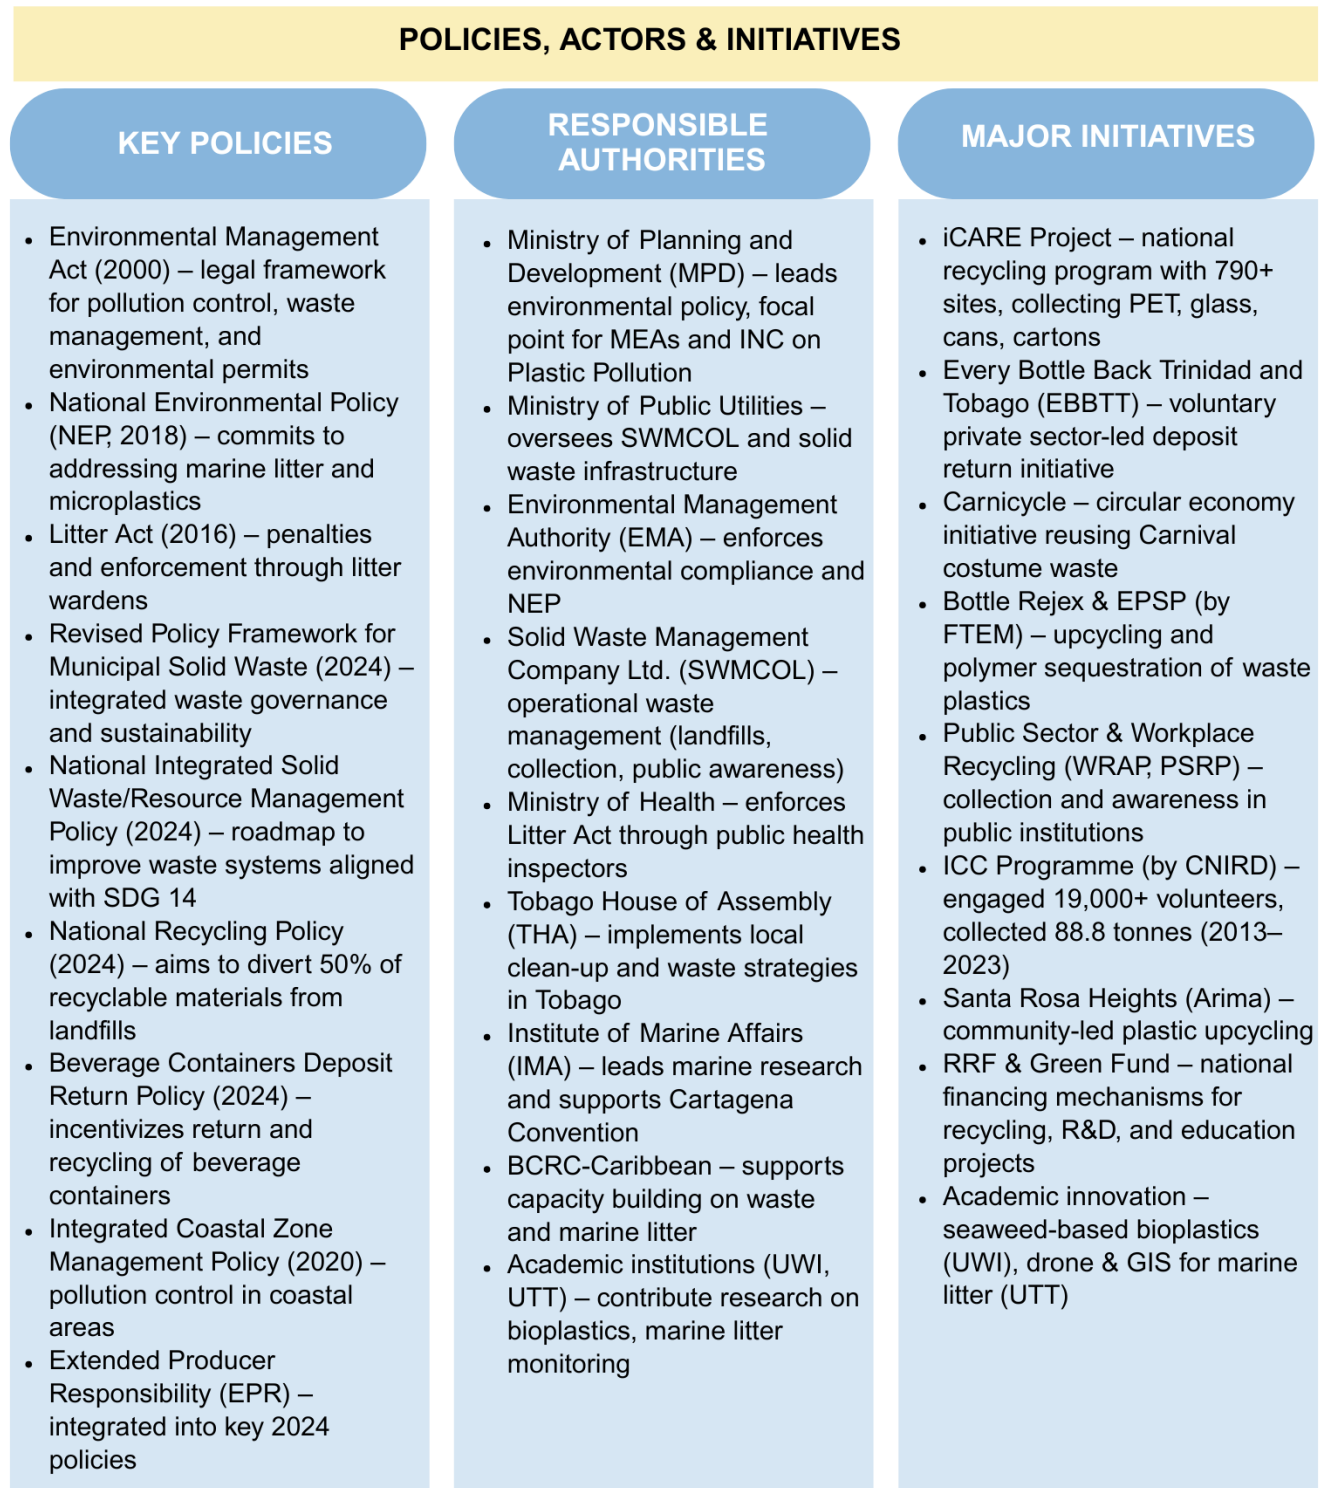 POLICIES, ACTORS & INITIATIVES
KEY POLICIES
• Environmental Management
Act (2000) – legal framework
for pollution control, waste
management, and
environmental permits
• National Environmental Policy
(NEP, 2018) – commits to
addressing marine litter and
microplastics
• Litter Act (2016) – penalties
and enforcement through litter
wardens
• Revised Policy Framework for
Municipal Solid Waste (2024) –
integrated waste governance
and sustainability
• National Integrated Solid
Waste/Resource Management
Policy (2024) – roadmap to
improve waste systems aligned
with SDG 14
• National Recycling Policy
(2024) – aims to divert 50% of
recyclable materials from
landfills
• Beverage Containers Deposit
Return Policy (2024) –
incentivizes return and
recycling of beverage
containers
• Integrated Coastal Zone
Management Policy (2020) –
pollution control in coastal
areas
• Extended Producer
Responsibility (EPR) –
integrated into key 2024
policies
RESPONSIBLE
AUTHORITIES
• Ministry of Planning and
Development (MPD) – leads
environmental policy, focal
point for MEAs and INC on
Plastic Pollution
• Ministry of Public Utilities –
oversees SWMCOL and solid
waste infrastructure
• Environmental Management
Authority (EMA) – enforces
environmental compliance and
NEP
• Solid Waste Management
Company Ltd. (SWMCOL) –
operational waste
management (landfills,
collection, public awareness)
• Ministry of Health – enforces
Litter Act through public health
inspectors
• Tobago House of Assembly
(THA) – implements local
clean-up and waste strategies
in Tobago
• Institute of Marine Affairs
(IMA) – leads marine research
and supports Cartagena
Convention
• BCRC-Caribbean – supports
capacity building on waste
and marine litter
• Academic institutions (UWI,
UTT) – contribute research on
bioplastics, marine litter
monitoring
MAJOR INITIATIVES
• iCARE Project – national
recycling program with 790+
sites, collecting PET, glass,
cans, cartons
• Every Bottle Back Trinidad and
Tobago (EBBTT) – voluntary
private sector-led deposit
return initiative
• Carnicycle – circular economy
initiative reusing Carnival
costume waste
• Bottle Rejex & EPSP (by
FTEM) – upcycling and
polymer sequestration of waste
plastics
• Public Sector & Workplace
Recycling (WRAP, PSRP) –
collection and awareness in
public institutions
• ICC Programme (by CNIRD) –
engaged 19,000+ volunteers,
collected 88.8 tonnes (2013–
2023)
• Santa Rosa Heights (Arima) –
community-led plastic upcycling
• RRF & Green Fund – national
financing mechanisms for
recycling, R&D, and education
projects
• Academic innovation –
seaweed-based bioplastics
(UWI), drone & GIS for marine
litter (UTT)